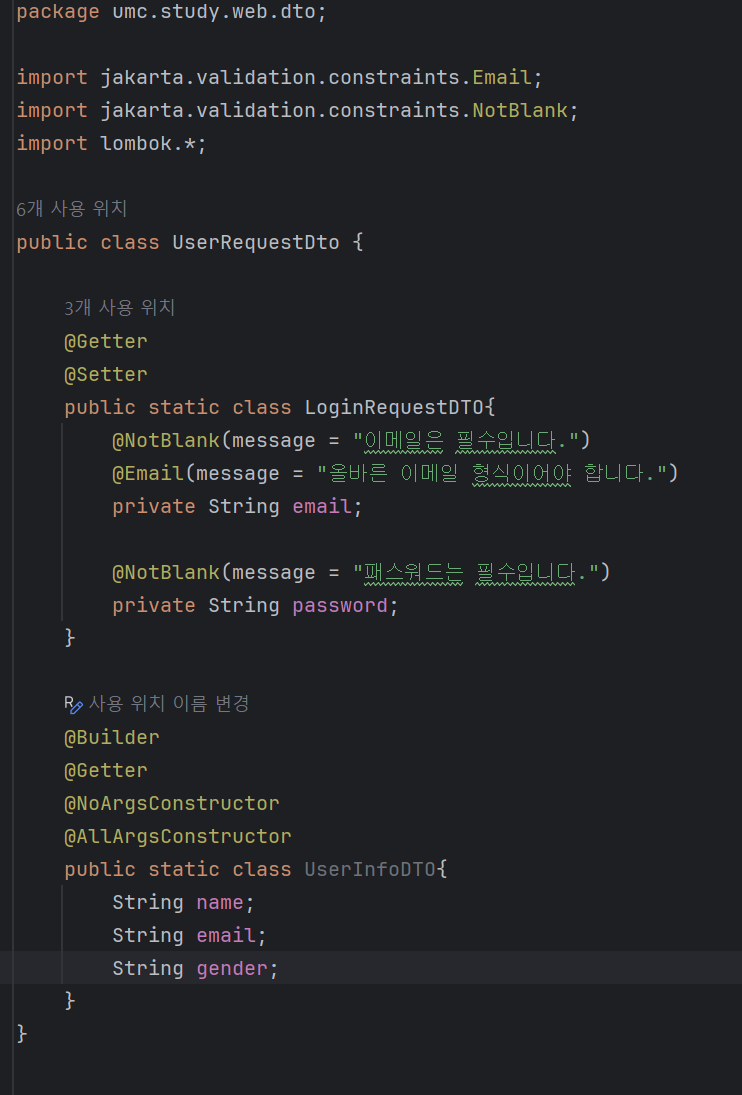 package umc.study.web.dto;
import jakarta.validation.constraints.Email;
import jakarta.validation.constraints.NotBlank;
import lombok.*;
6개 사용 위치
public class UserRequestDto {
3개 사용 위치
@Getter
@Setter
public static class LoginRequestDTO{
@NotBlank(message = "이메일은 필수입니다.")
@Email(message = "올바른 이메일 형식이어야 합니다.")
private String email;
@NotBlank(message = "패스워드는 필수입니다.")
private String password;
}
사용 위치 이름 변경
@Builder
@Getter
@NoArgsConstructor
@AllArgsConstructor
public static class UserInfoDTO{
String name;
String email;
String gender;
}
}